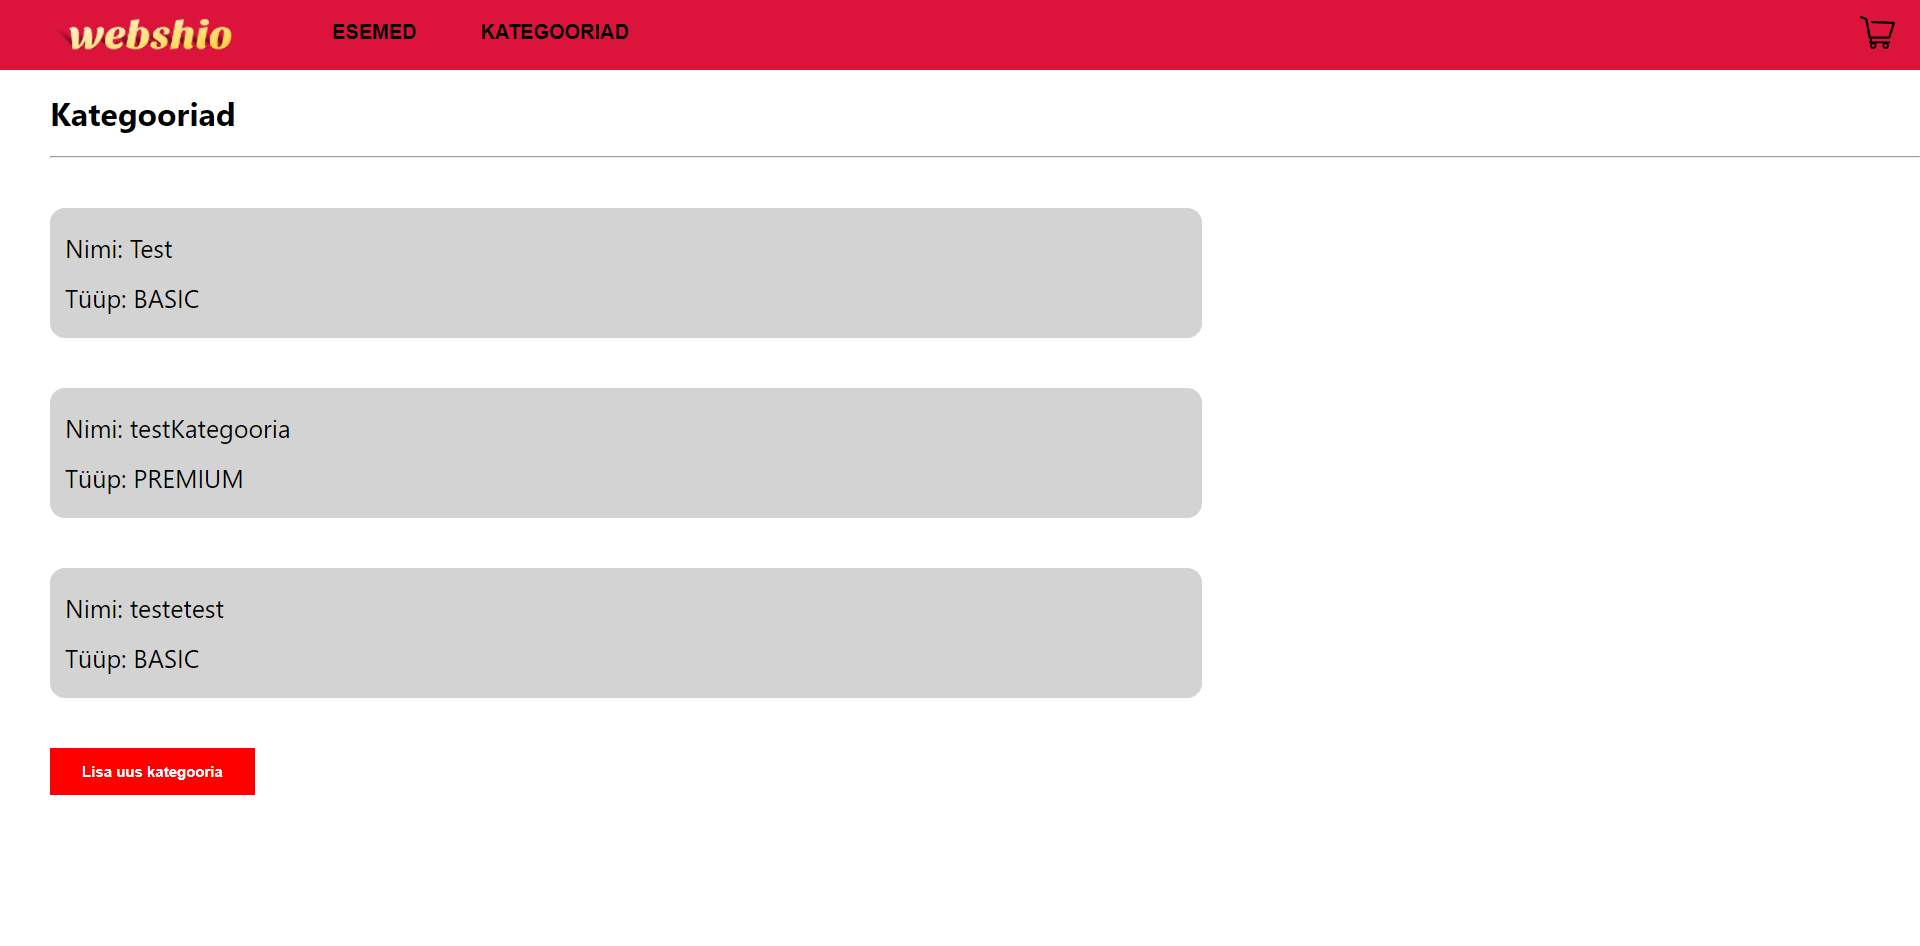 webshio ESEMED KATEGOORIAD
Kategooriad
Nimi: Test
Tüüp: BASIC
Nimi: testKategooria
Tüüp: PREMIUM
Nimi: testetest
Tüüp: BASIC
Lisa uus kategooria